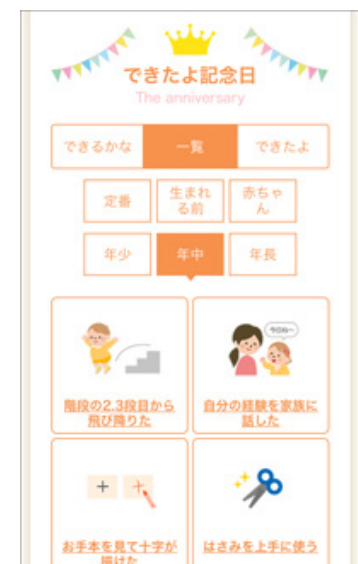 できたよ記念日
The anniversary
できるかな
一覧
できたよ
定番
生まれ
る前
赤ちゃ
ん
年少
年中
年長
今日ね〜
階段の2.3段目から
飛び降りた
自分の経験を家族に
話した
お手本を見て十字が
描けた
はさみを上手に使う